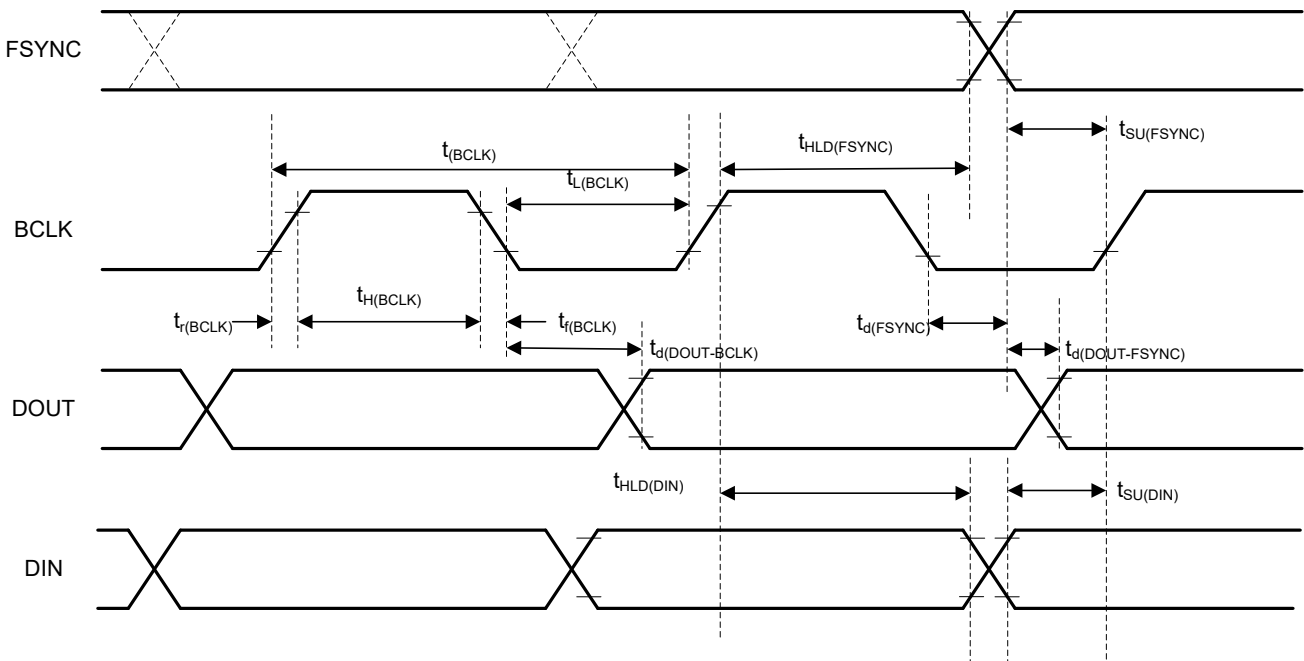 FSYNC
tSU(FSYNC)
tHLD(FSYNC)
t(BCLK)
tL(BCLK)
BCLK
tH(BCLK)
tr(BCLK)
tf(BCLK)
td(FSYNC)
td(DOUT-BCLK)
td(DOUT-FSYNC)
DOUT
tHLD(DIN)
tSU(DIN)
DIN